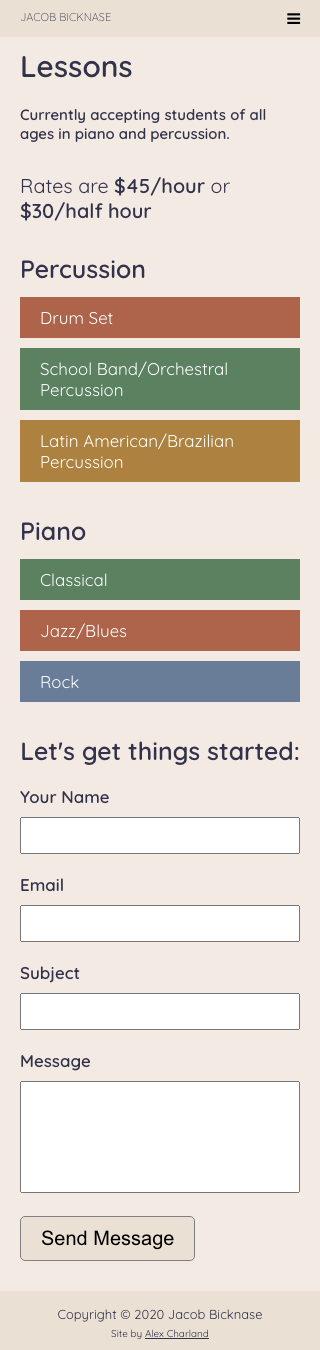 JACOB BICKNASE
Lessons
Currently accepting students of all
ages in piano and percussion.
Rates are $45/hour or
$30/half hour
Percussion
Drum Set
School Band/Orchestral
Percussion
Latin American/Brazilian
Percussion
Piano
Classical
Jazz/Blues
Rock
Let's get things started:
Your Name
Email
Subject
Message
Send Message
Copyright © 2020 Jacob Bicknase
Site by Alex Charland